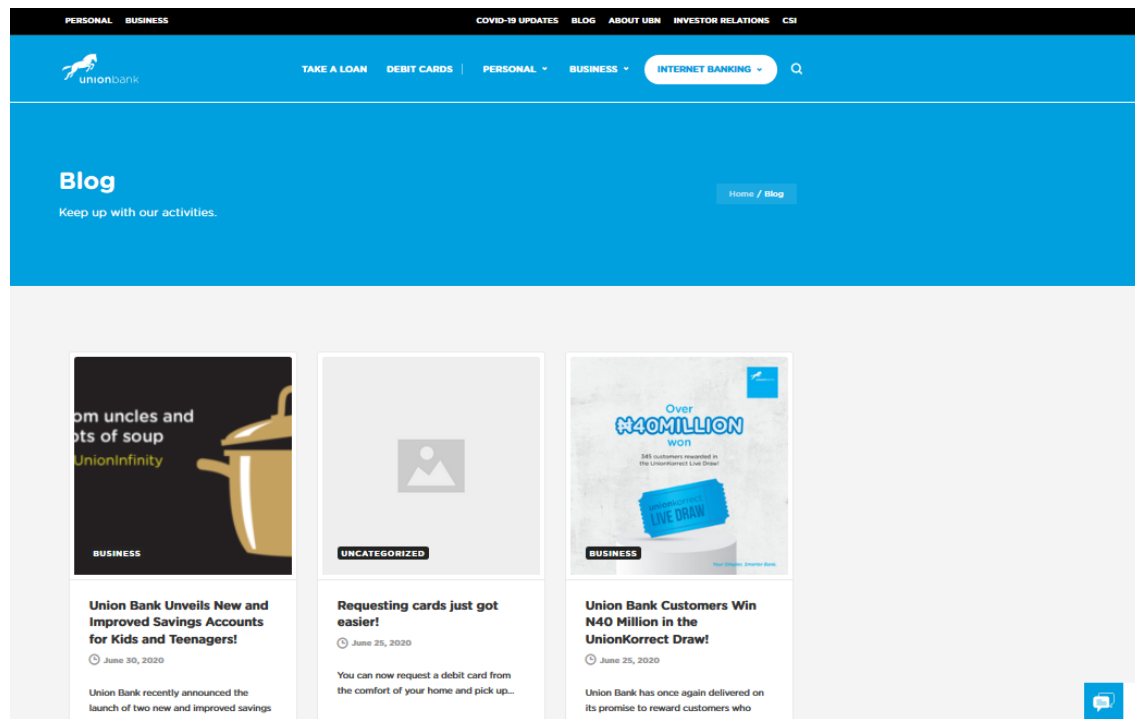 PERSONAL BUSINESS COVID-19 UPDATES BLOG ABOUT UBN INVESTOR RELATIONS CSI
unionbank TAKE A LOAN DEBIT CARDS PERSONAL BUSINESS INTERNET BANKING
Blog
Home / Blog
Keep up with our activities.
om uncles and
ots of soup
UnionInfinity
BUSINESS
Union Bank Unveils New and
Improved Savings Accounts
for Kids and Teenagers!
June 30, 2020
Union Bank recently announced the
launch of two new and improved savings
UNCATEGORIZED
Requesting cards just got
easier!
June 25, 2020
You can now request a debit card from
the comfort of your home and pick up...
Over
₦40MILLION
won
345 customers rewarded in
the UnionKorrect Live Draw!
unionkorrect
LIVE DRAW
Your Simpler, Smarter Bank.
BUSINESS
Union Bank Customers Win
N40 Million in the
UnionKorrect Draw!
June 25, 2020
Union Bank has once again delivered on
its promise to reward customers who